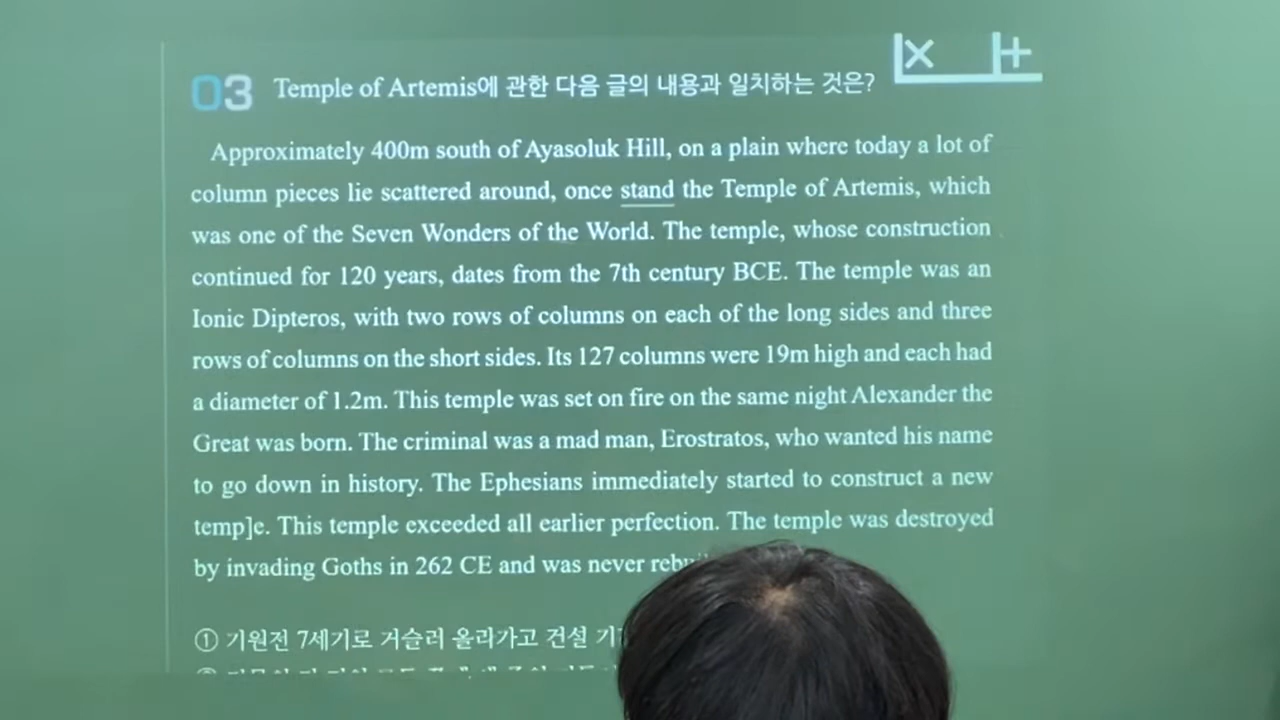 03 Temple of Artemis에 관한 다음 글의 내용과 일치하는 것은?
Approximately 400m south of Ayasoluk Hill, on a plain where today a lot of
column pieces lie scattered around, once stand the Temple of Artemis, which
was one of the Seven Wonders of the World. The temple, whose construction
continued for 120 years, dates from the 7th century BCE. The temple was an
Ionic Dipteros, with two rows of columns on each of the long sides and three
rows of columns on the short sides. Its 127 columns were 19m high and each had
a diameter of 1.2m. This temple was set on fire on the same night Alexander the
Great was born. The criminal was a mad man, Erostratos, who wanted his name
to go down in history. The Ephesians immediately started to construct a new
temp]e. This temple exceeded all earlier perfection. The temple was destroyed
by invading Goths in 262 CE and was never
① 기원전 7세기로 거슬러 올라가고 건설